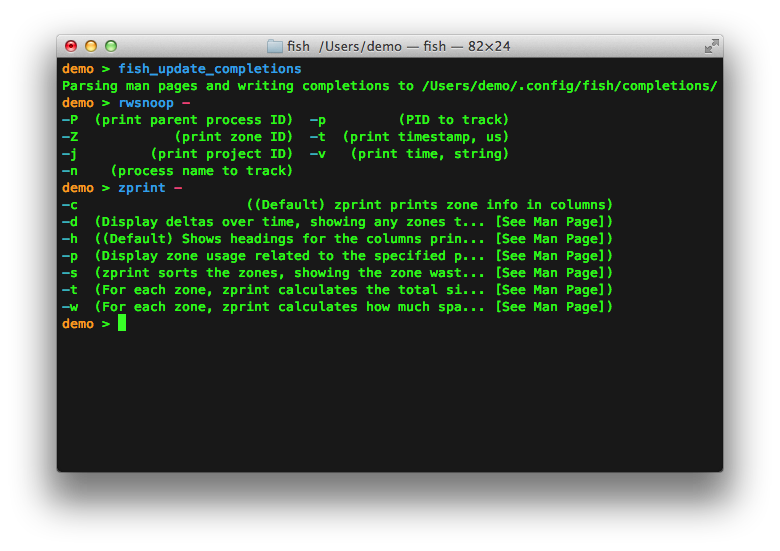 fish /Users/demo — fish — 82×24
demo > fish_update_completions
Parsing man pages and writing completions to /Users/demo/.config/fish/completions/
demo > rwsnoop -
-P  (print parent process ID)  -p         (PID to track)
-Z            (print zone ID)  -t  (print timestamp, us)
-j         (print project ID)  -v   (print time, string)
-n    (process name to track)
demo > zprint -
-c                     ((Default) zprint prints zone info in columns)
-d  (Display deltas over time, showing any zones t... [See Man Page])
-h  ((Default) Shows headings for the columns prin... [See Man Page])
-p  (Display zone usage related to the specified p... [See Man Page])
-s  (zprint sorts the zones, showing the zone wast... [See Man Page])
-t  (For each zone, zprint calculates the total si... [See Man Page])
-w  (For each zone, zprint calculates how much spa... [See Man Page])
demo >